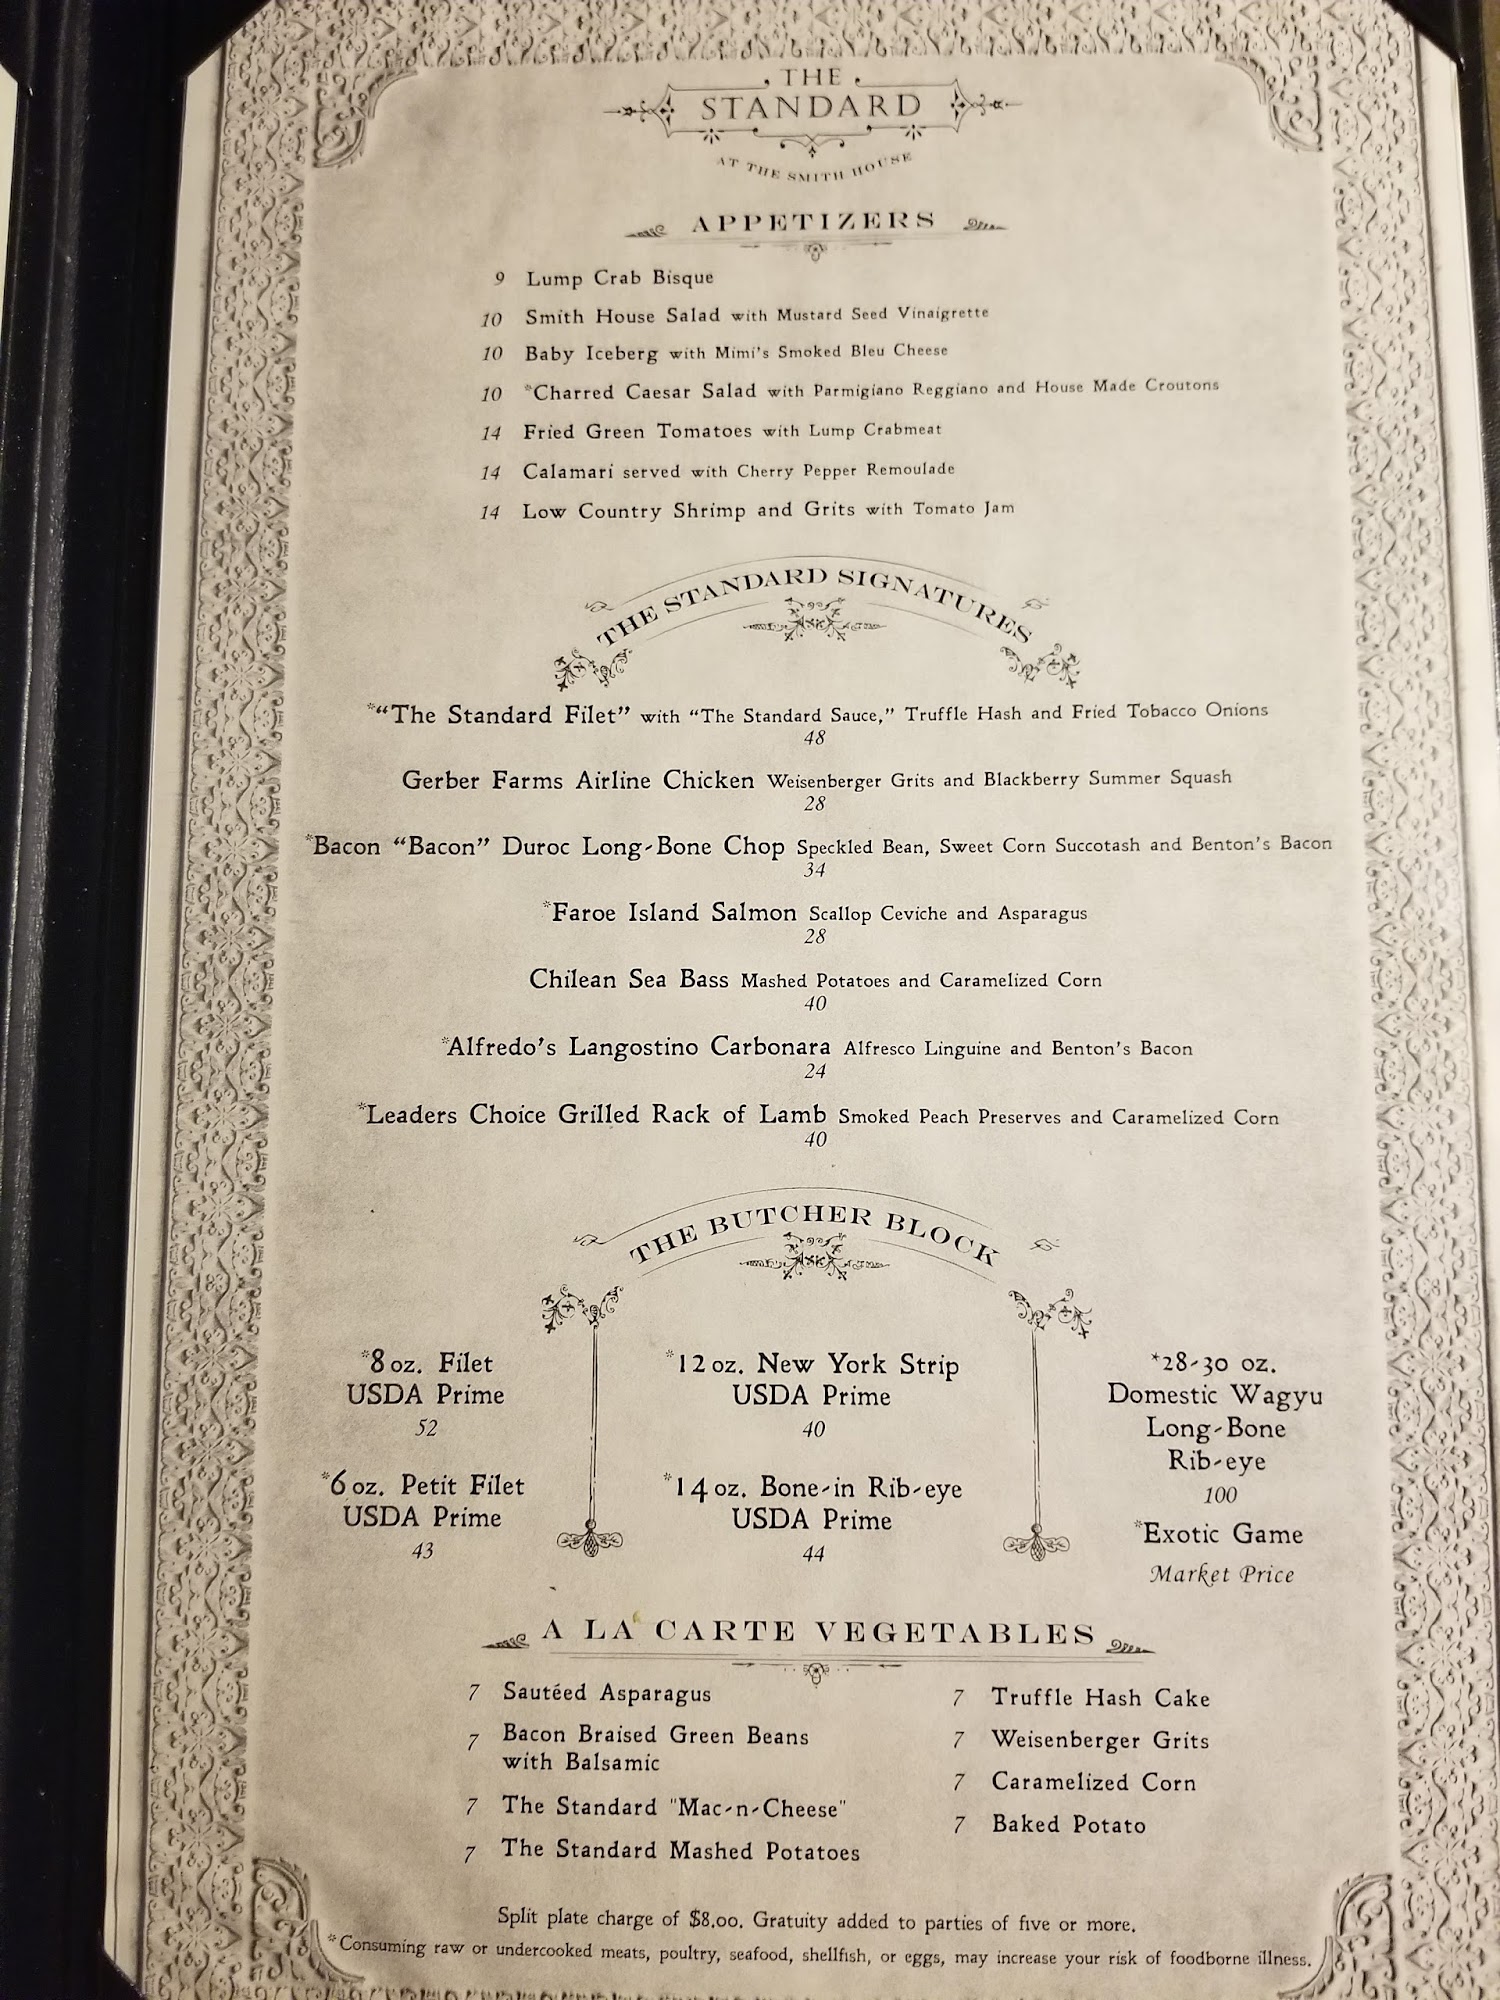 THE
STANDARD
AT THE SMITH HOUSE
APPETIZERS
9 Lump Crab Bisque
10 Smith House Salad with Mustard Seed Vinaigrette
10 Baby Iceberg with Mimi's Smoked Bleu Cheese
10 *Charred Caesar Salad with Parmigiano Reggiano and House Made Croutons
14 Fried Green Tomatoes with Lump Crabmeat
14 Calamari served with Cherry Pepper Remoulade
14 Low Country Shrimp and Grits with Tomato Jam
THE STANDARD SIGNATURES
*“The Standard Filet” with “The Standard Sauce,” Truffle Hash and Fried Tobacco Onions
48
Gerber Farms Airline Chicken Weisenberger Grits and Blackberry Summer Squash
28
*Bacon “Bacon” Duroc Long-Bone Chop Speckled Bean, Sweet Corn Succotash and Benton's Bacon
34
*Faroe Island Salmon Scallop Ceviche and Asparagus
28
Chilean Sea Bass Mashed Potatoes and Caramelized Corn
40
*Alfredo's Langostino Carbonara Alfresco Linguine and Benton's Bacon
24
*Leaders Choice Grilled Rack of Lamb Smoked Peach Preserves and Caramelized Corn
40
THE BUTCHER BLOCK
*8 oz. Filet
USDA Prime
52
*6 oz. Petit Filet
USDA Prime
43
*12 oz. New York Strip
USDA Prime
40
*14 oz. Bone-in Rib-eye
USDA Prime
44
*28-30 oz.
Domestic Wagyu
Long-Bone
Rib-eye
100
*Exotic Game
Market Price
A LA CARTE VEGETABLES
7 Sautéed Asparagus
7 Bacon Braised Green Beans
with Balsamic
7 The Standard "Mac-n-Cheese"
7 The Standard Mashed Potatoes
7 Truffle Hash Cake
7 Weisenberger Grits
7 Caramelized Corn
7 Baked Potato
Split plate charge of $8.00. Gratuity added to parties of five or more.
*Consuming raw or undercooked meats, poultry, seafood, shellfish, or eggs, may increase your risk of foodborne illness.